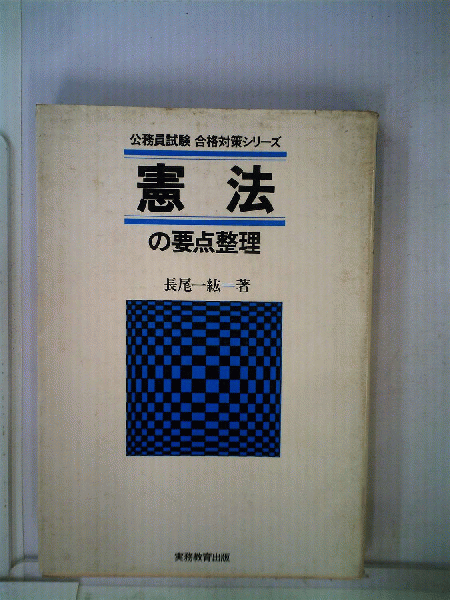 公務員試験 合格対策シリーズ
憲法
の要点整理
長尾一紘―著
実務教育出版